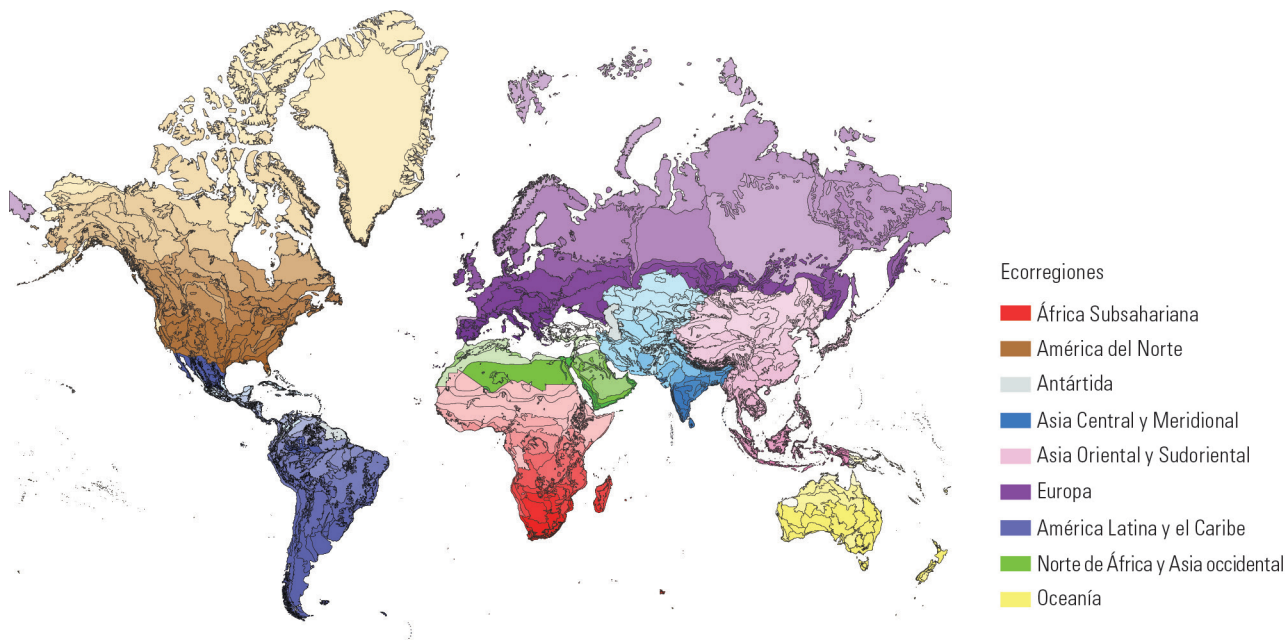 Ecorregiones
África Subsahariana
América del Norte
Antártida
Asia Central y Meridional
Asia Oriental y Sudoriental
Europa
América Latina y el Caribe
Norte de África y Asia occidental
Oceanía